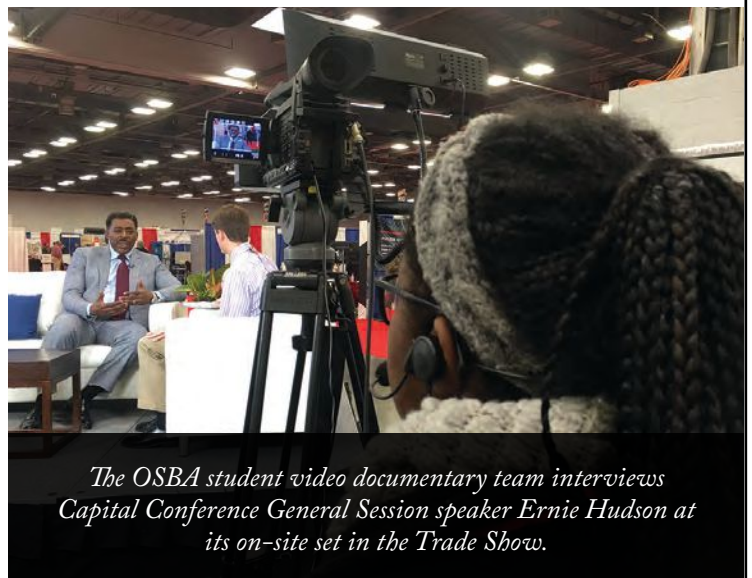 The OSBA student video documentary team interviews
Capital Conference General Session speaker Ernie Hudson at
its on-site set in the Trade Show.